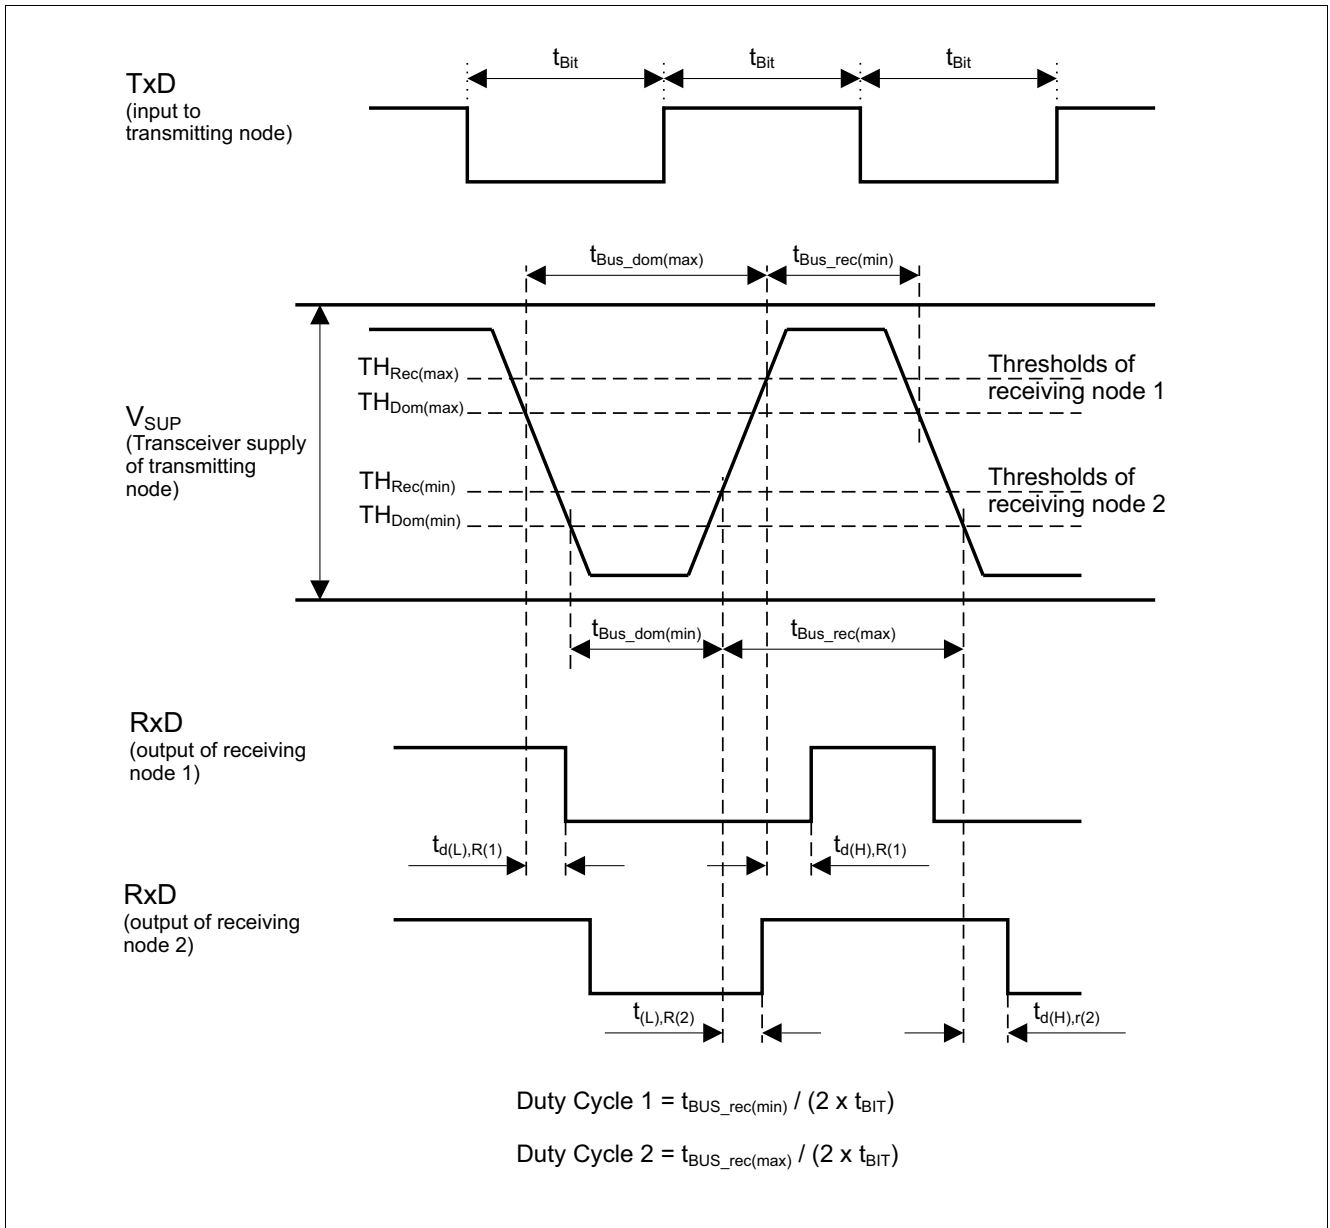 TxD
(input to
transmitting node)
tBit
tBit
tBit
tBus_dom(max)
tBus_rec(min)
VSUP
(Transceiver supply
of transmitting
node)
THRec(max)
THDom(max)
THRec(min)
THDom(min)
Thresholds of
receiving node 1
Thresholds of
receiving node 2
tBus_dom(min)
tBus_rec(max)
RxD
(output of receiving
node 1)
td(L),R(1)
td(H),R(1)
RxD
(output of receiving
node 2)
t(L),R(2)
td(H),r(2)
Duty Cycle 1 = tBUS_rec(min) / (2 x tBIT)
Duty Cycle 2 = tBUS_rec(max) / (2 x tBIT)